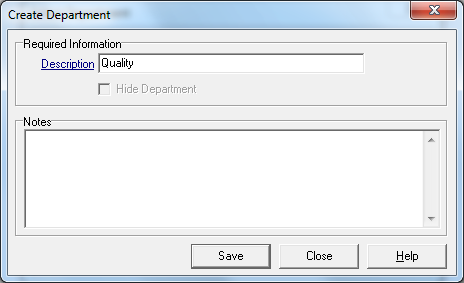 Create Department
Required Information
Description Quality
Hide Department
Notes
Save Close Help